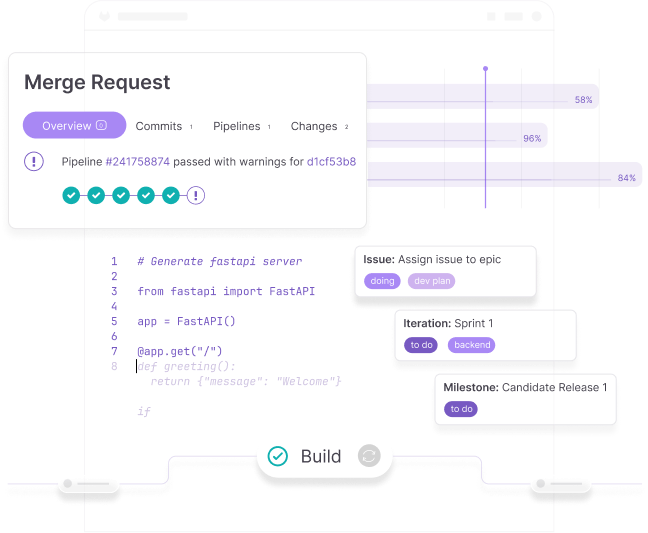 Merge Request
Overview 0
Commits 1
Pipelines 1
Changes 2
Pipeline #241758874 passed with warnings for d1cf53b8
58%
96%
84%
1 # Generate fastapi server
2
3 from fastapi import FastAPI
4
5 app = FastAPI()
6
7 @app.get("/")
8 def greeting():
return {"message": "Welcome"}
if
Issue: Assign issue to epic
doing
dev plan
Iteration: Sprint 1
to do
backend
Milestone: Candidate Release 1
to do
Build